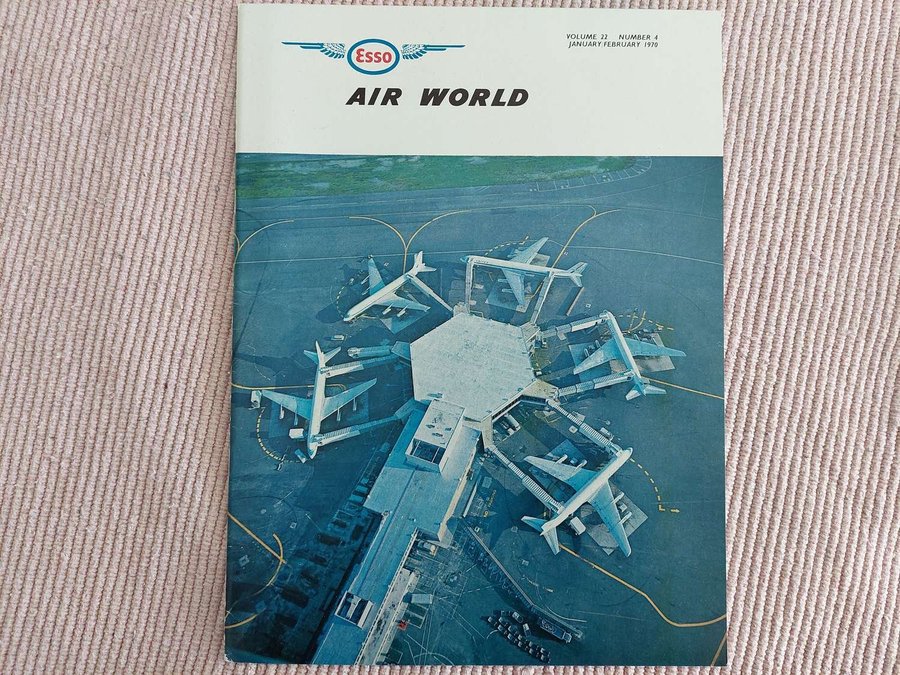 VOLUME 22 NUMBER 4
JANUARY/FEBRUARY 1970
Esso
AIR WORLD